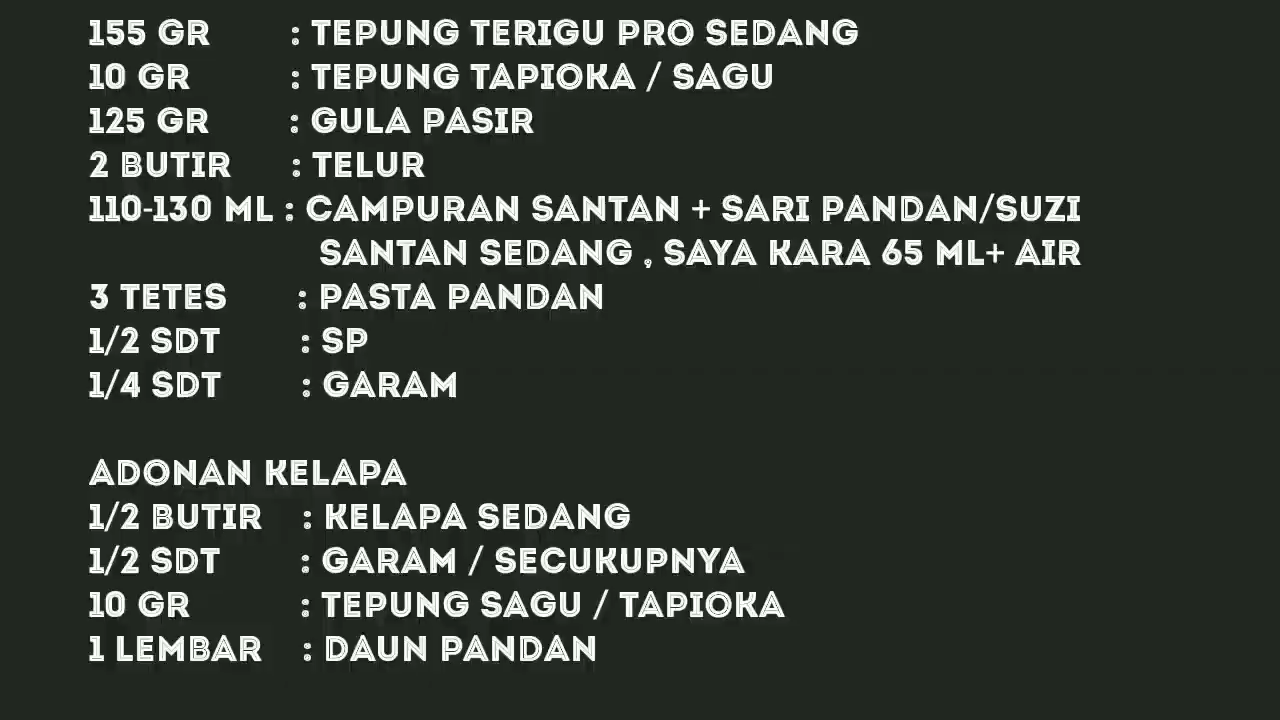 155 GR : TEPUNG TERIGU PRO SEDANG
10 GR : TEPUNG TAPIOKA / SAGU
125 GR : GULA PASIR
2 BUTIR : TELUR
110-130 ML : CAMPURAN SANTAN + SARI PANDAN/SUZI
SANTAN SEDANG , SAYA KARA 65 ML+ AIR
3 TETES : PASTA PANDAN
1/2 SDT : SP
1/4 SDT : GARAM
ADONAN KELAPA
1/2 BUTIR : KELAPA SEDANG
1/2 SDT : GARAM / SECUKUPNYA
10 GR : TEPUNG SAGU / TAPIOKA
1 LEMBAR : DAUN PANDAN